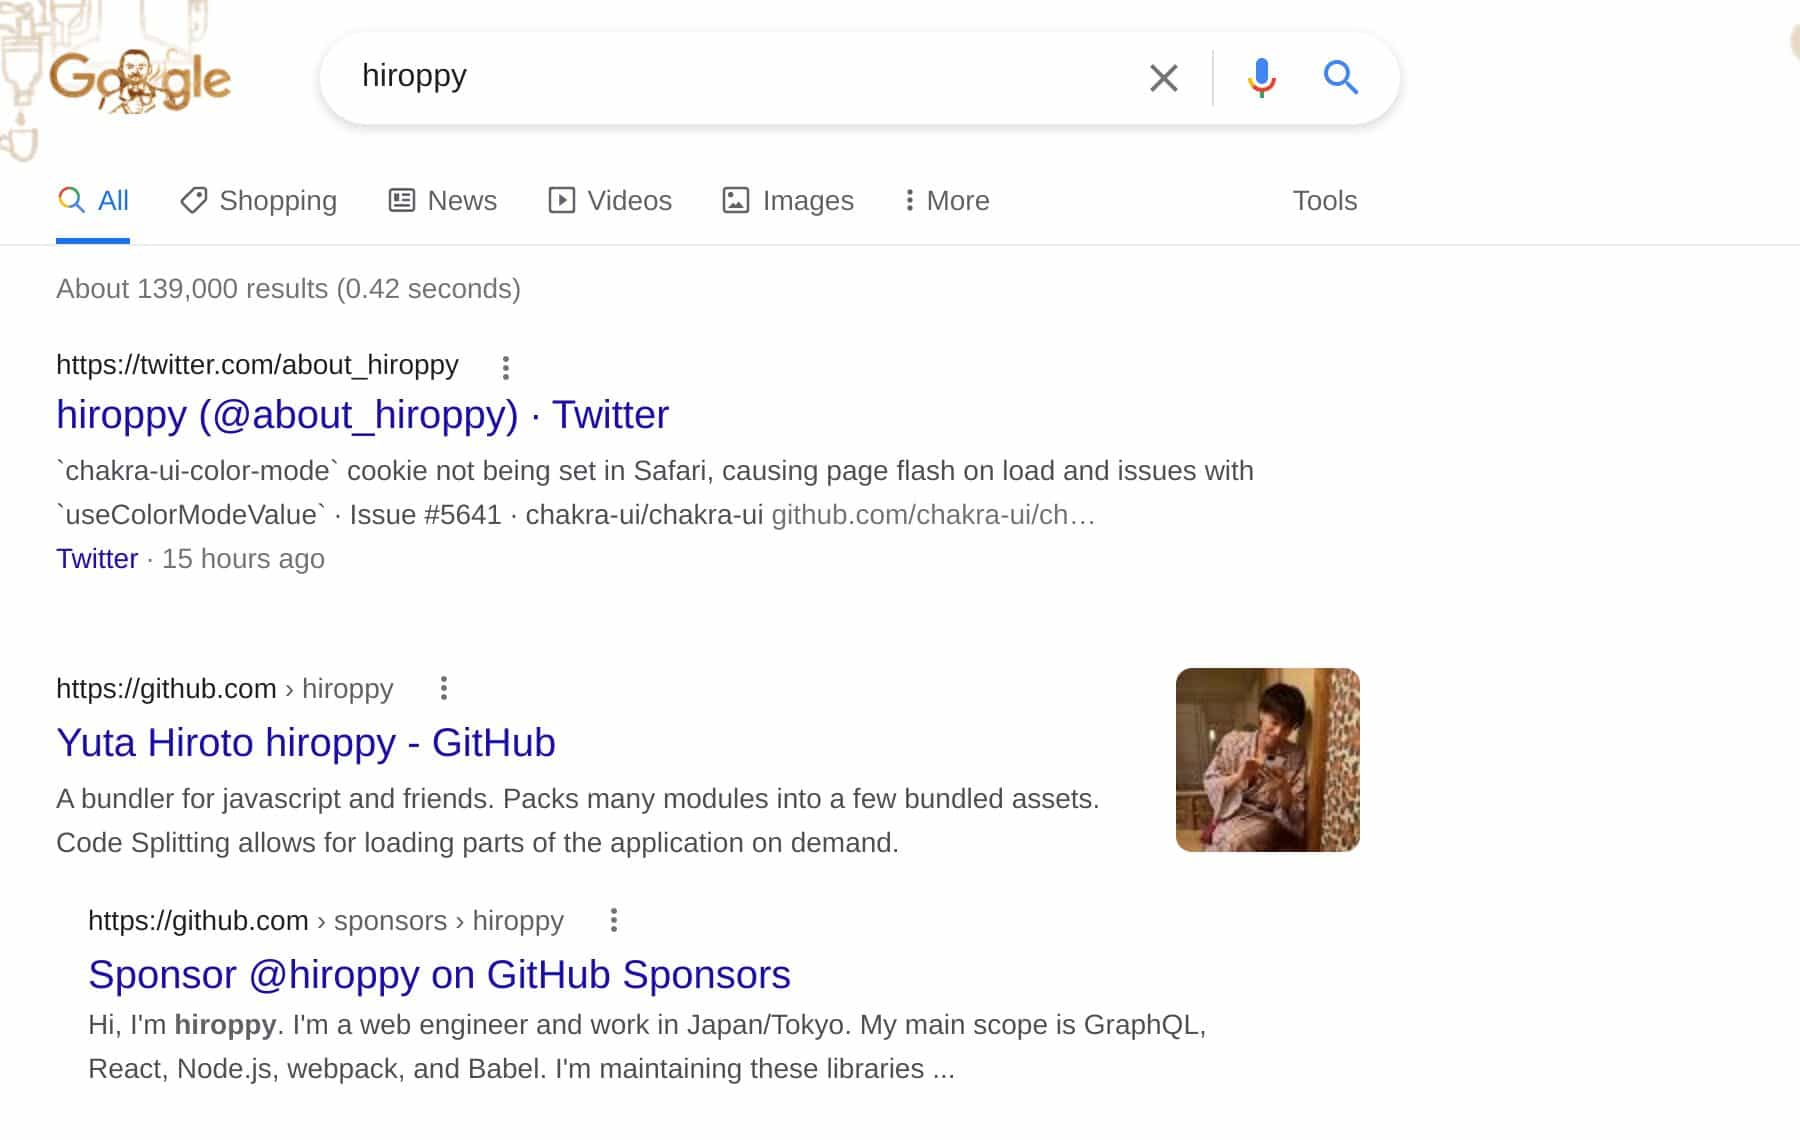 Google
hiroppy
All Shopping News Videos Images More Tools
About 139,000 results (0.42 seconds)
https://twitter.com/about_hiroppy
hiroppy (@about_hiroppy) · Twitter
`chakra-ui-color-mode` cookie not being set in Safari, causing page flash on load and issues with
`useColorModeValue` · Issue #5641 · chakra-ui/chakra-ui github.com/chakra-ui/ch…
Twitter · 15 hours ago
https://github.com › hiroppy
Yuta Hiroto hiroppy - GitHub
A bundler for javascript and friends. Packs many modules into a few bundled assets.
Code Splitting allows for loading parts of the application on demand.
https://github.com › sponsors › hiroppy
Sponsor @hiroppy on GitHub Sponsors
Hi, I'm hiroppy. I'm a web engineer and work in Japan/Tokyo. My main scope is GraphQL,
React, Node.js, webpack, and Babel. I'm maintaining these libraries ...